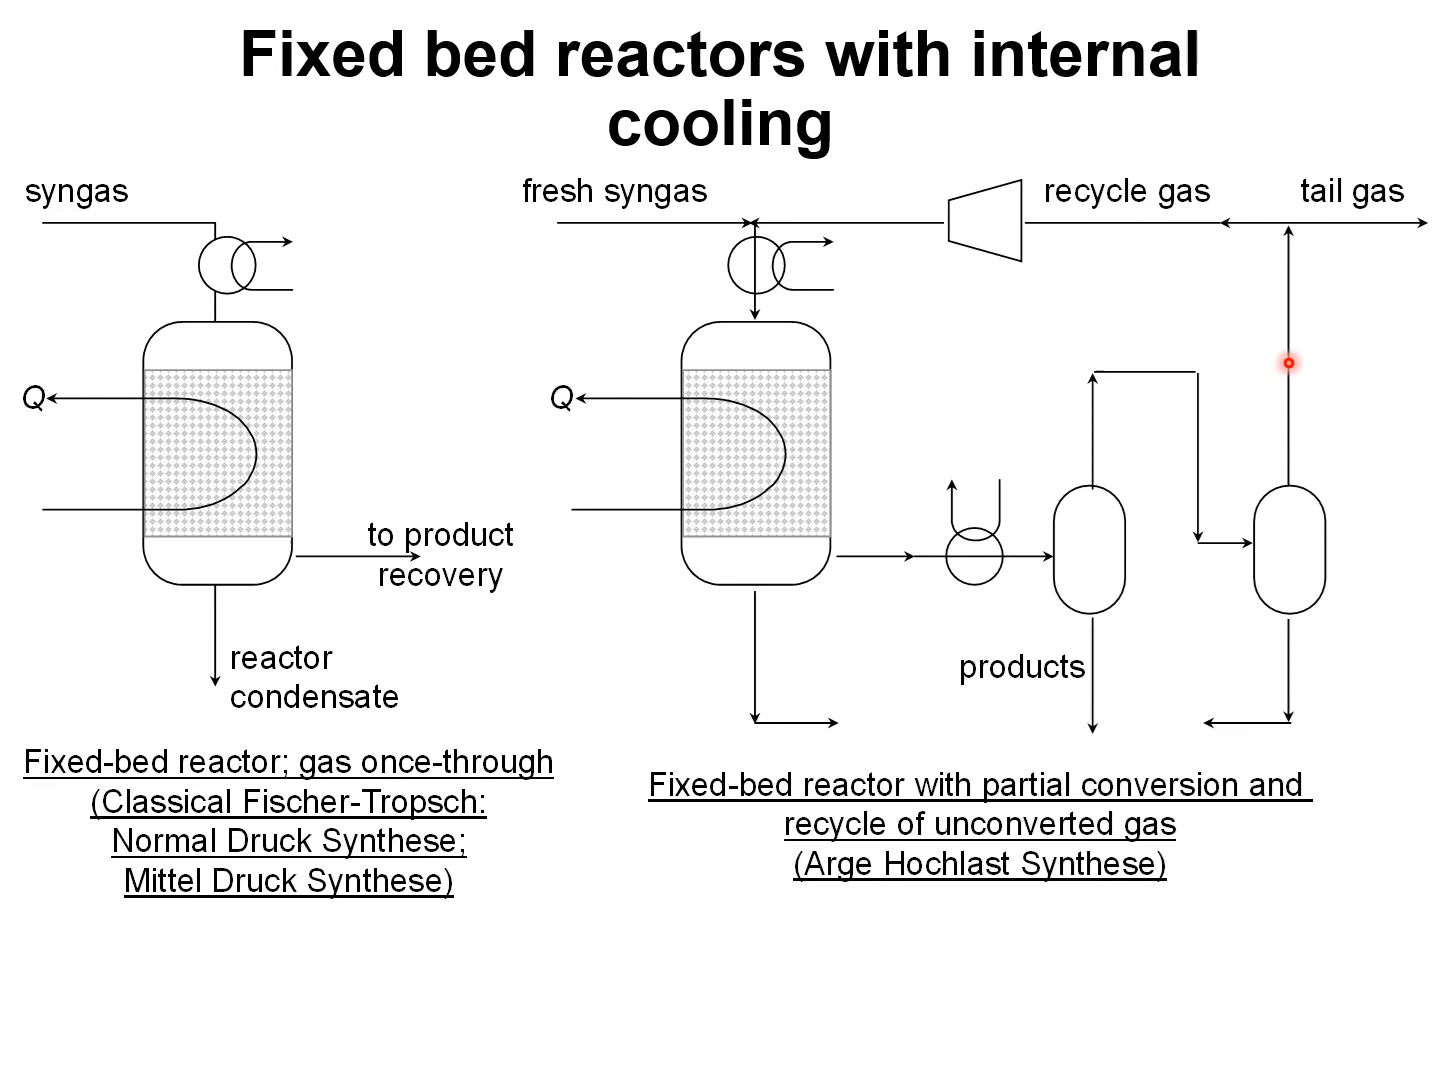 Fixed bed reactors with internal
cooling
syngas
fresh syngas
recycle gas
tail gas
Q
Q
to product
recovery
reactor
condensate
products
Fixed-bed reactor; gas once-through
(Classical Fischer-Tropsch:
Normal Druck Synthese;
Mittel Druck Synthese)
Fixed-bed reactor with partial conversion and
recycle of unconverted gas
(Arge Hochlast Synthese)